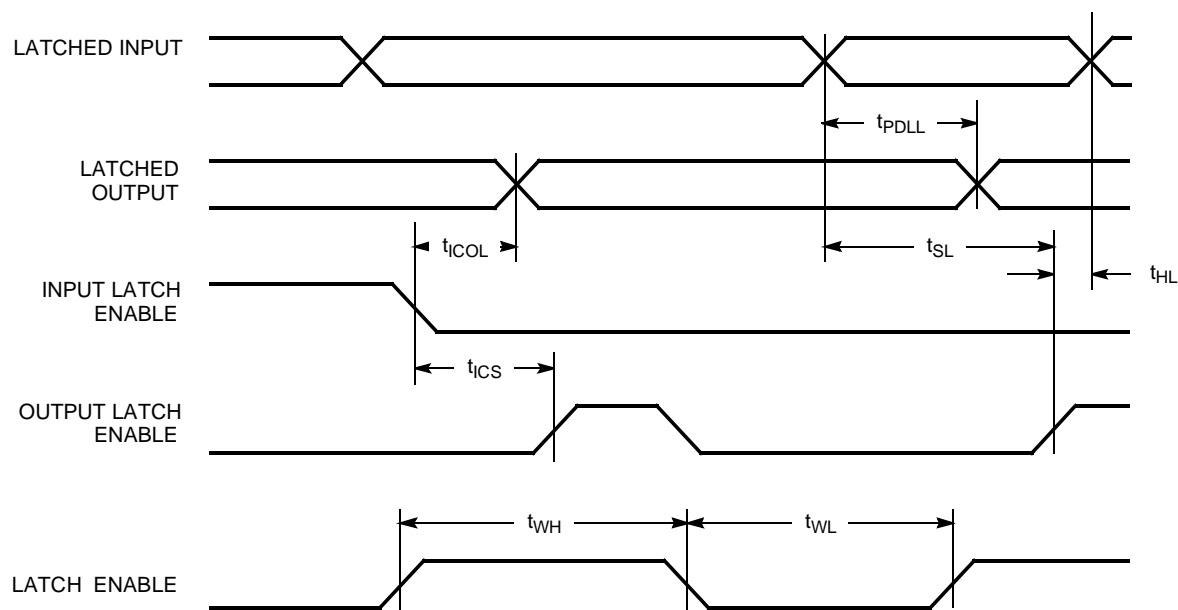 LATCHED INPUT
tPDLL
LATCHED
OUTPUT
tICOL
tSL
tHL
INPUT LATCH
ENABLE
tICS
OUTPUT LATCH
ENABLE
tWH
tWL
LATCH ENABLE